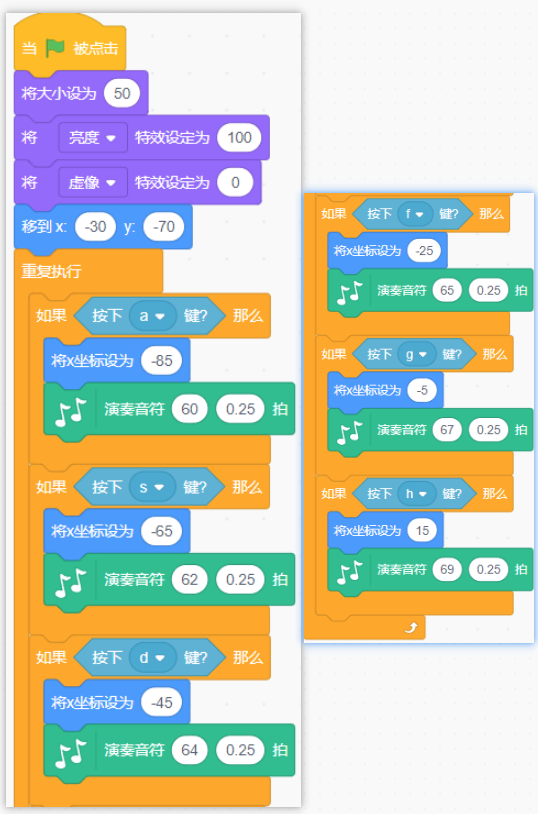 当 被点击
将大小设为 50
将 亮度 特效设定为 100
将 虚像 特效设定为 0
移到 x: -30 y: -70
重复执行
如果 按下 a 键? 那么
将x坐标设为 -85
演奏音符 60 0.25 拍
如果 按下 s 键? 那么
将x坐标设为 -65
演奏音符 62 0.25 拍
如果 按下 d 键? 那么
将x坐标设为 -45
演奏音符 64 0.25 拍
如果 按下 f 键? 那么
将x坐标设为 -25
演奏音符 65 0.25 拍
如果 按下 g 键? 那么
将x坐标设为 -5
演奏音符 67 0.25 拍
如果 按下 h 键? 那么
将x坐标设为 15
演奏音符 69 0.25 拍